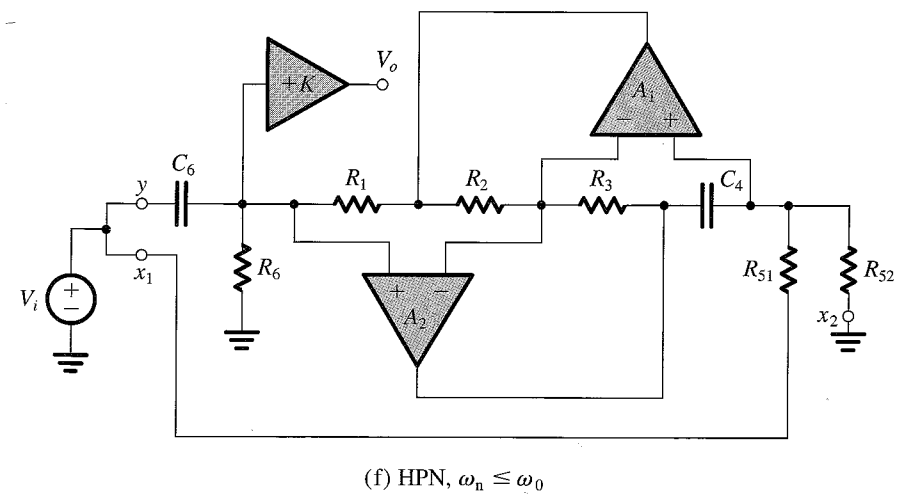 V_o
+K
A_1
− +
C_6
R_1
R_2
R_3
C_4
y
x_1
R_6
V_i
+
−
+ −
A_2
R_51
R_52
x_2
(f) HPN, ω_n ≤ ω_0